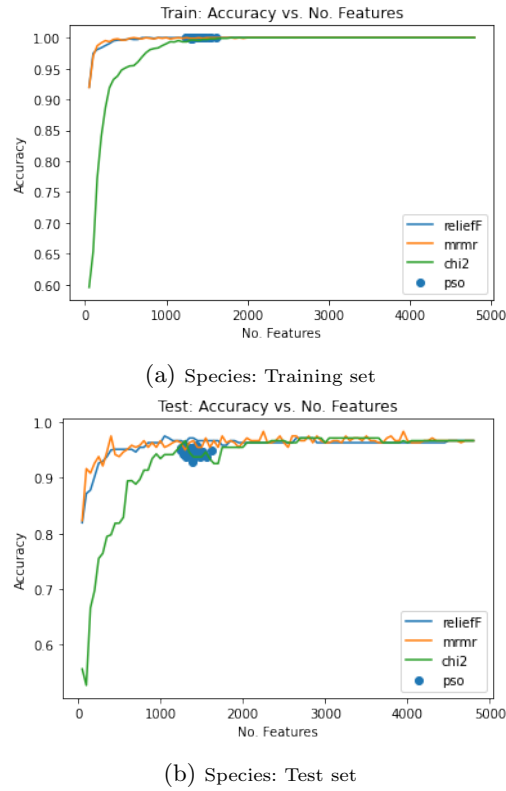 Train: Accuracy vs. No. Features
1.00
0.95
0.90
0.85
0.80
0.75
0.70
0.65
0.60
Accuracy
reliefF
mrmr
chi2
pso
0 1000 2000 3000 4000 5000
No. Features
(a) Species: Training set
Test: Accuracy vs. No. Features
1.0
0.9
0.8
0.7
0.6
Accuracy
reliefF
mrmr
chi2
pso
0 1000 2000 3000 4000 5000
No. Features
(b) Species: Test set